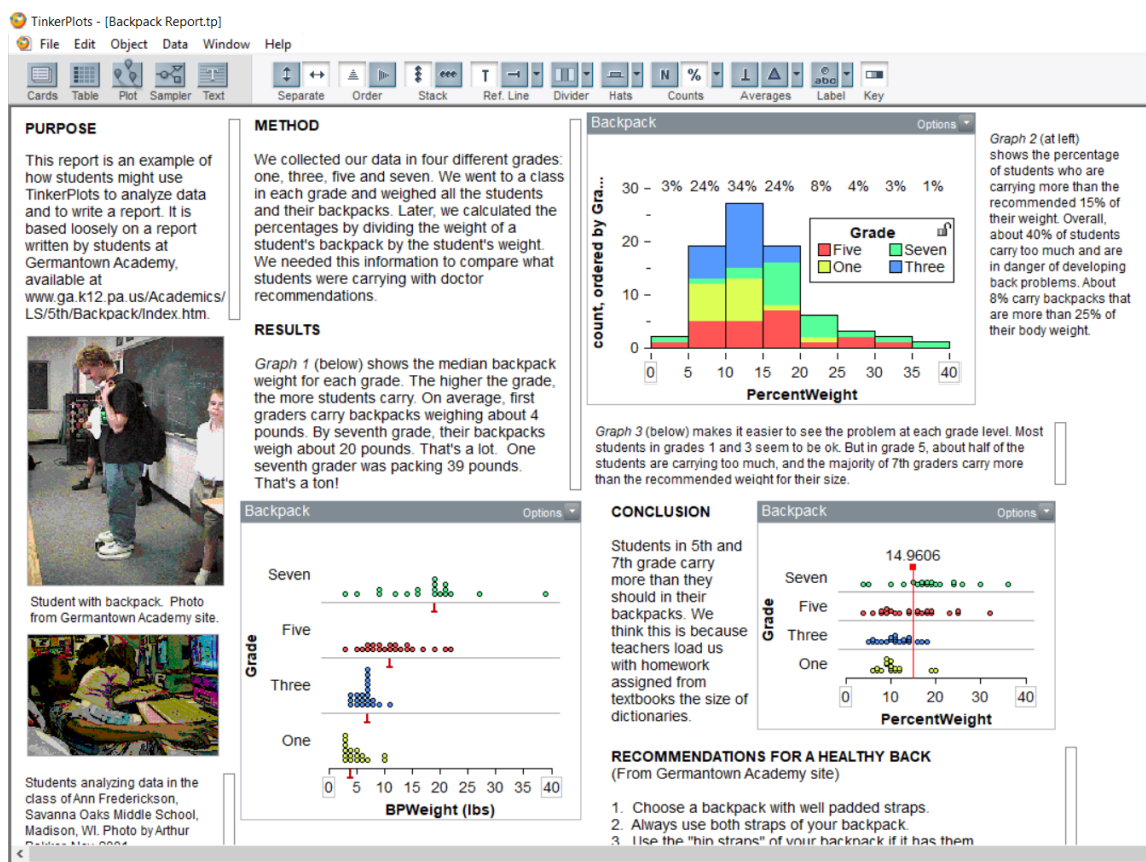 TinkerPlots - [Backpack Report.tp]
File Edit Object Data Window Help
Cards Table Plot Sampler Text Separate Order Stack Ref. Line Divider Hats Counts Averages Label Key
T N % abc
PURPOSE
This report is an example of
how students might use
TinkerPlots to analyze data
and to write a report. It is
based loosely on a report
written by students at
Germantown Academy,
available at
www.ga.k12.pa.us/Academics/
LS/5th/Backpack/Index.htm.
Student with backpack. Photo
from Germantown Academy site.
Students analyzing data in the
class of Ann Frederickson,
Savanna Oaks Middle School,
Madison, WI. Photo by Arthur
METHOD
We collected our data in four different grades:
one, three, five and seven. We went to a class
in each grade and weighed all the students
and their backpacks. Later, we calculated the
percentages by dividing the weight of a
student's backpack by the student's weight.
We needed this information to compare what
students were carrying with doctor
recommendations.
RESULTS
Graph 1 (below) shows the median backpack
weight for each grade. The higher the grade,
the more students carry. On average, first
graders carry backpacks weighing about 4
pounds. By seventh grade, their backpacks
weigh about 20 pounds. That's a lot. One
seventh grader was packing 39 pounds.
That's a ton!
Backpack Options
Seven
Five
Three
One
Grade
0 5 10 15 20 25 30 35 40
BPWeight (lbs)
Backpack Options
count, ordered by Gra...
30 3% 24% 34% 24% 8% 4% 3% 1%
20
10
0
Grade
Five Seven
One Three
0 5 10 15 20 25 30 35 40
PercentWeight
Graph 2 (at left)
shows the percentage
of students who are
carrying more than the
recommended 15% of
their weight. Overall,
about 40% of students
carry too much and are
in danger of developing
back problems. About
8% carry backpacks that
are more than 25% of
their body weight.
Graph 3 (below) makes it easier to see the problem at each grade level. Most
students in grades 1 and 3 seem to be ok. But in grade 5, about half of the
students are carrying too much, and the majority of 7th graders carry more
than the recommended weight for their size.
CONCLUSION
Students in 5th and
7th grade carry
more than they
should in their
backpacks. We
think this is because
teachers load us
with homework
assigned from
textbooks the size of
dictionaries.
Backpack Options
14.9606
Seven
Five
Three
One
Grade
0 10 20 30 40
PercentWeight
RECOMMENDATIONS FOR A HEALTHY BACK
(From Germantown Academy site)
1. Choose a backpack with well padded straps.
2. Always use both straps of your backpack.
3. Use the "hip straps" of your backpack if it has them